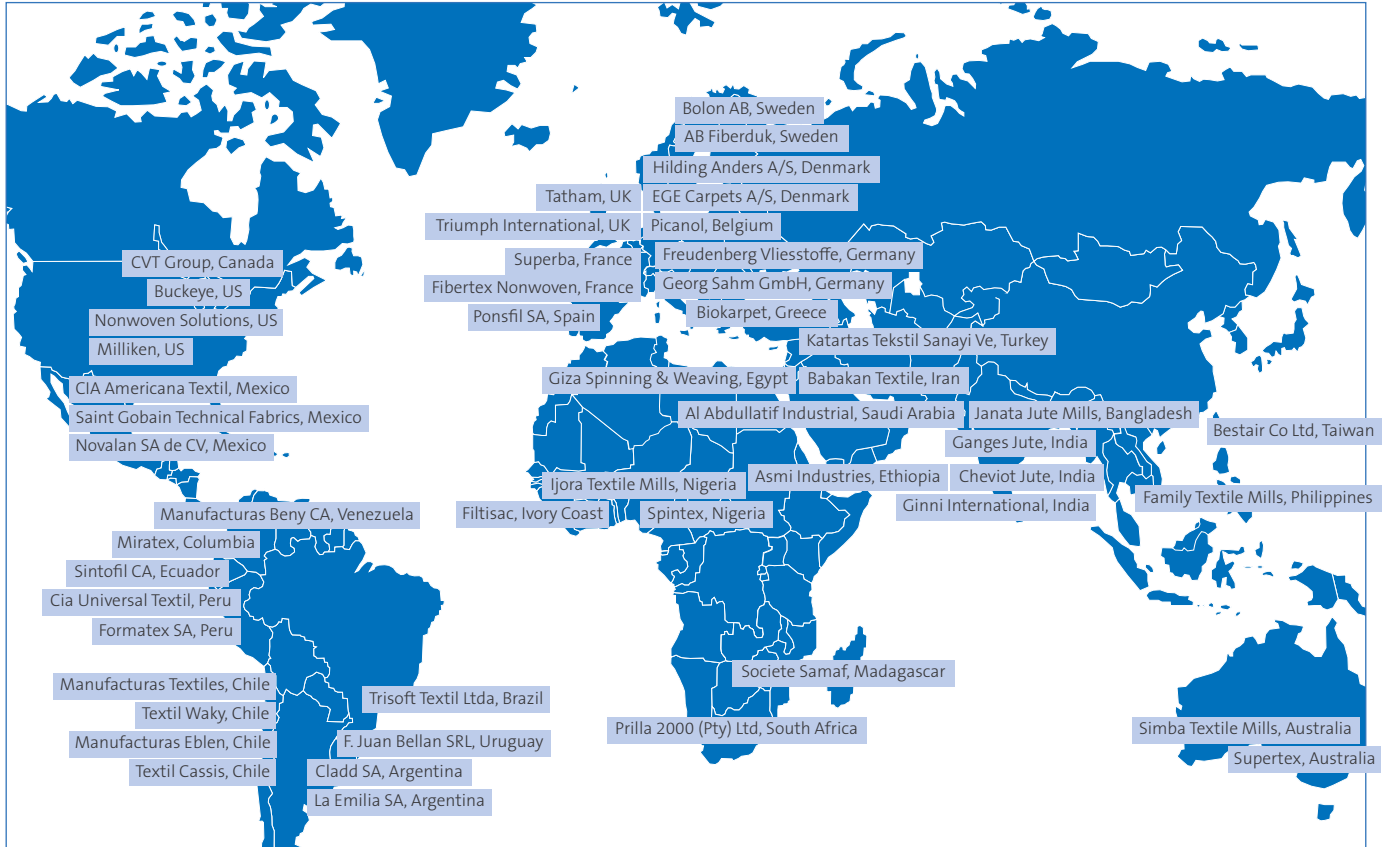 Bolon AB, Sweden
AB Fiberduk, Sweden
Hilding Anders A/S, Denmark
Tatham, UK
EGE Carpets A/S, Denmark
Triumph International, UK
Picanol, Belgium
Superba, France
Freudenberg Vliesstoffe, Germany
CVT Group, Canada
Fibertex Nonwoven, France
Georg Sahm GmbH, Germany
Buckeye, US
Ponsfil SA, Spain
Biokarpet, Greece
Nonwoven Solutions, US
Katartas Tekstil Sanayi Ve, Turkey
Milliken, US
Giza Spinning & Weaving, Egypt
Babakan Textile, Iran
CIA Americana Textil, Mexico
Al Abdullatif Industrial, Saudi Arabia
Janata Jute Mills, Bangladesh
Saint Gobain Technical Fabrics, Mexico
Bestair Co Ltd, Taiwan
Novalan SA de CV, Mexico
Ganges Jute, India
Ijora Textile Mills, Nigeria
Asmi Industries, Ethiopia
Cheviot Jute, India
Family Textile Mills, Philippines
Manufacturas Beny CA, Venezuela
Filtisac, Ivory Coast
Spintex, Nigeria
Ginni International, India
Miratex, Columbia
Sintofil CA, Ecuador
Cia Universal Textil, Peru
Formatex SA, Peru
Societe Samaf, Madagascar
Manufacturas Textiles, Chile
Trisoft Textil Ltda, Brazil
Textil Waky, Chile
Prilla 2000 (Pty) Ltd, South Africa
Simba Textile Mills, Australia
Manufacturas Eblen, Chile
F. Juan Bellan SRL, Uruguay
Supertex, Australia
Textil Cassis, Chile
Cladd SA, Argentina
La Emilia SA, Argentina